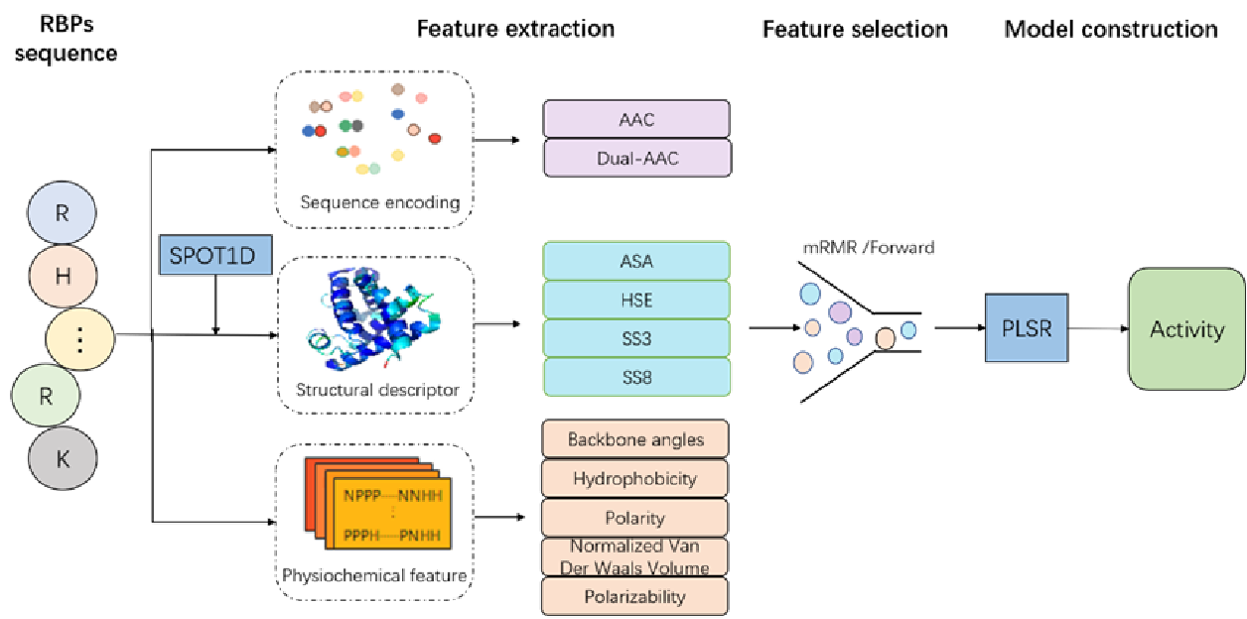 RBPs
sequence
Feature extraction
Feature selection
Model construction
R
H
⋮
R
K
SPOT1D
Sequence encoding
Structural descriptor
NPPP—NNHH
⋮
PPPH—PNHH
Physiochemical feature
AAC
Dual-AAC
ASA
HSE
SS3
SS8
Backbone angles
Hydrophobicity
Polarity
Normalized Van
Der Waals Volume
Polarizability
mRMR /Forward
PLSR
Activity